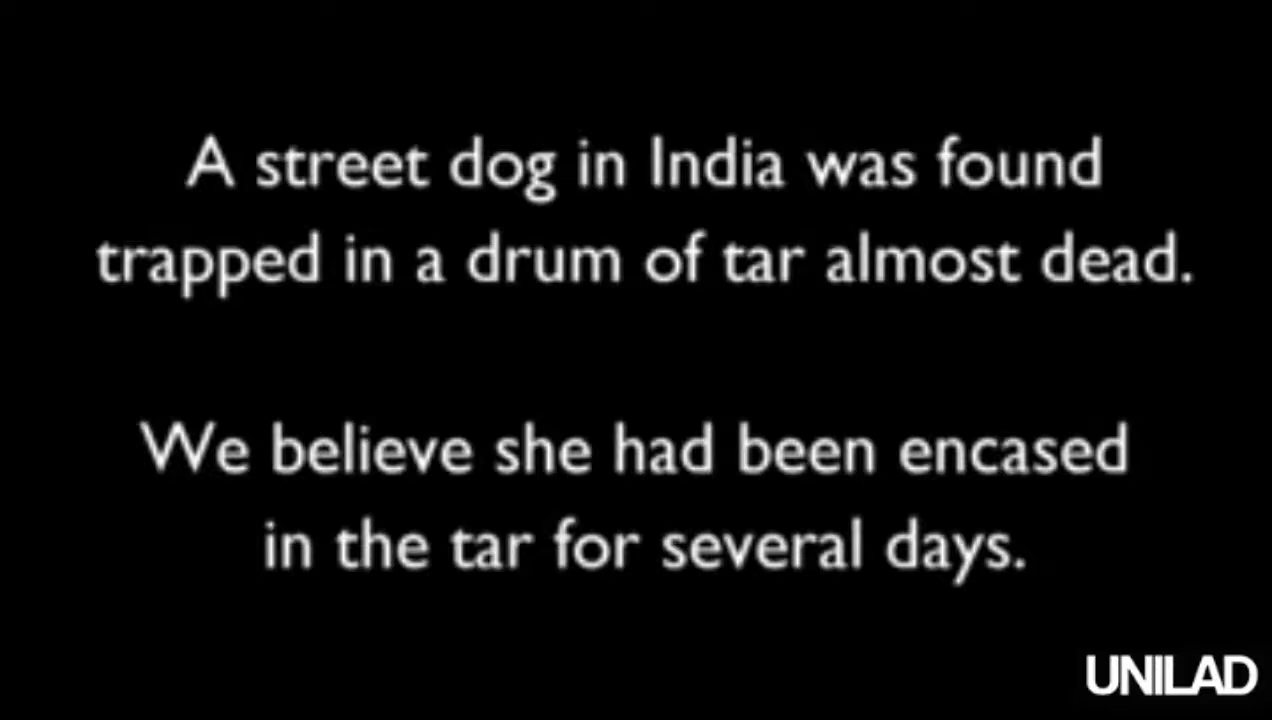 A street dog in India was found
trapped in a drum of tar almost dead.
We believe she had been encased
in the tar for several days.
UNILAD